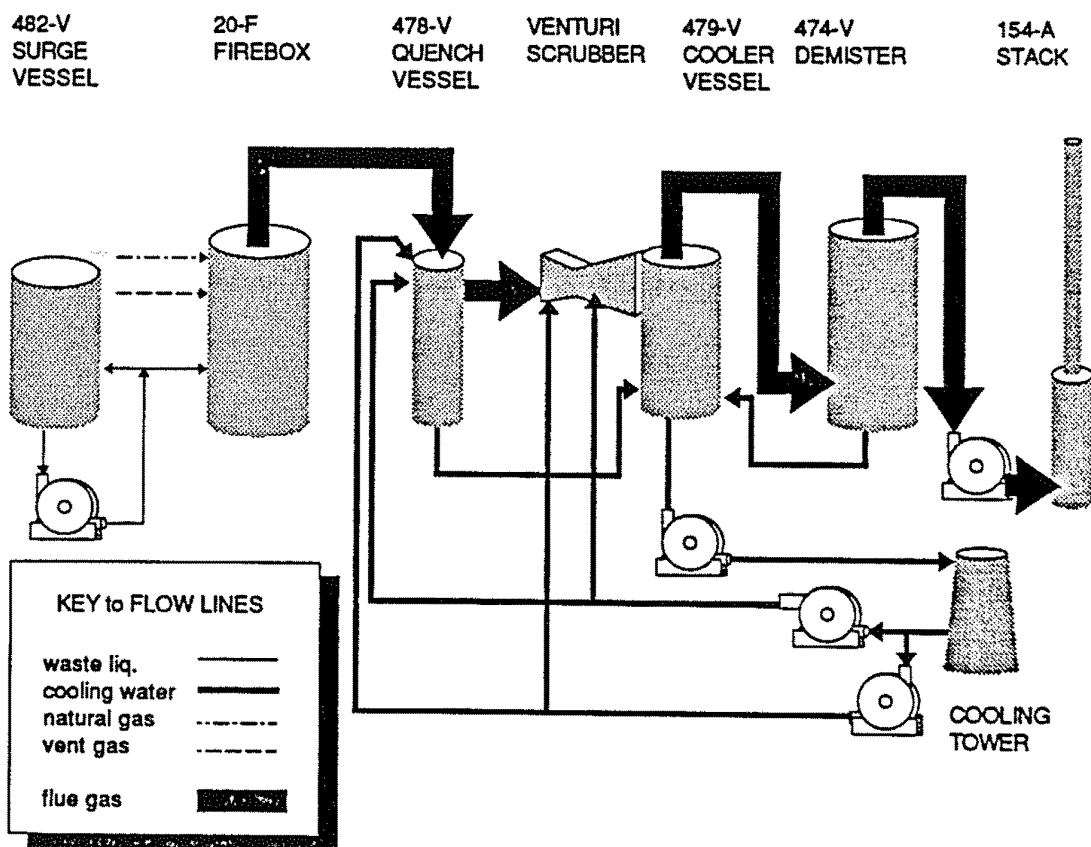 482-V
SURGE
VESSEL
20-F
FIREBOX
478-V
QUENCH
VESSEL
VENTURI
SCRUBBER
479-V
COOLER
VESSEL
474-V
DEMISTER
154-A
STACK
KEY to FLOW LINES
waste liq.
cooling water
natural gas
vent gas
flue gas
COOLING
TOWER